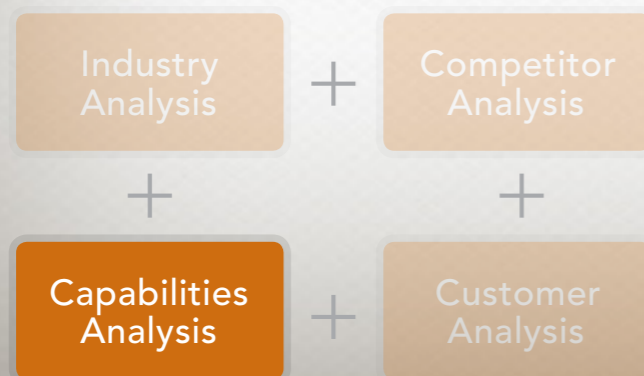 Industry
Analysis
+
Competitor
Analysis
+
+
Capabilities
Analysis
+
Customer
Analysis